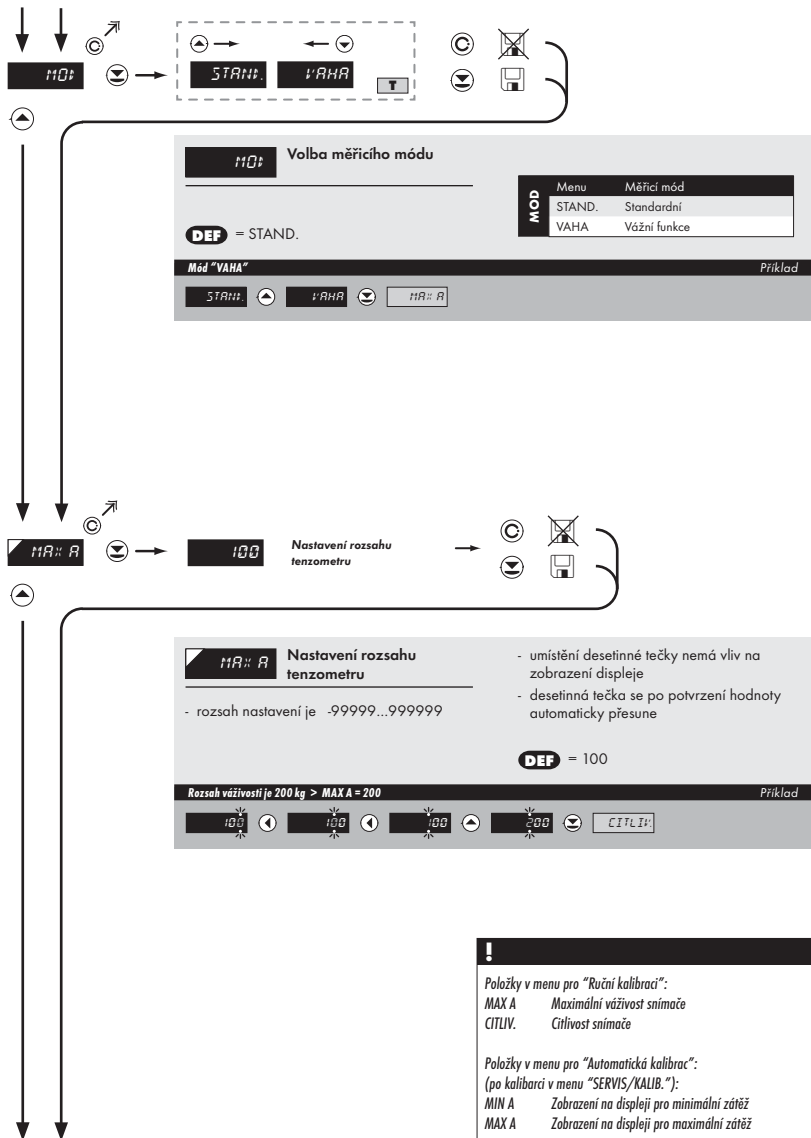 MOD
STAND. VAHA
T
MOD Volba měřicího módu
DEF = STAND.
MOD
Menu Měřicí mód
STAND. Standardní
VAHA Vážní funkce
Mód "VAHA" Příklad
STAND. VAHA MAX A
MAX A 100 Nastavení rozsahu
tenzometru
MAX A Nastavení rozsahu
tenzometru
- rozsah nastavení je -99999...999999
- umístění desetinné tečky nemá vliv na
zobrazení displeje
- desetinná tečka se po potvrzení hodnoty
automaticky přesune
DEF = 100
Rozsah váživosti je 200 kg > MAX A = 200 Příklad
100 100 100 200 CITLIV.
!
Položky v menu pro "Ruční kalibraci":
MAX A Maximální váživost snímače
CITLIV. Citlivost snímače
Položky v menu pro "Automatická kalibrac":
(po kalibarci v menu "SERVIS/KALIB."):
MIN A Zobrazení na displeji pro minimální zátěž
MAX A Zobrazení na displeji pro maximální zátěž